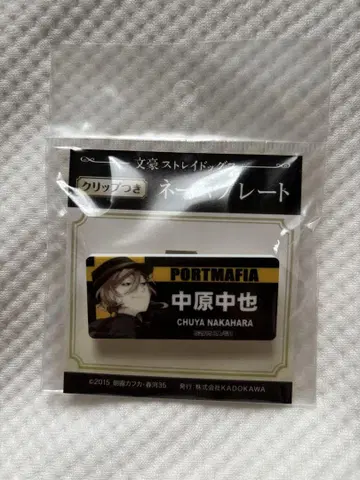 文豪ストレイドッグス
クリップつき
ネームプレート
PORTMAFIA
中原中也
CHUYA NAKAHARA
©2015 朝霧カフカ・春河35 発行 株式会社KADOKAWA